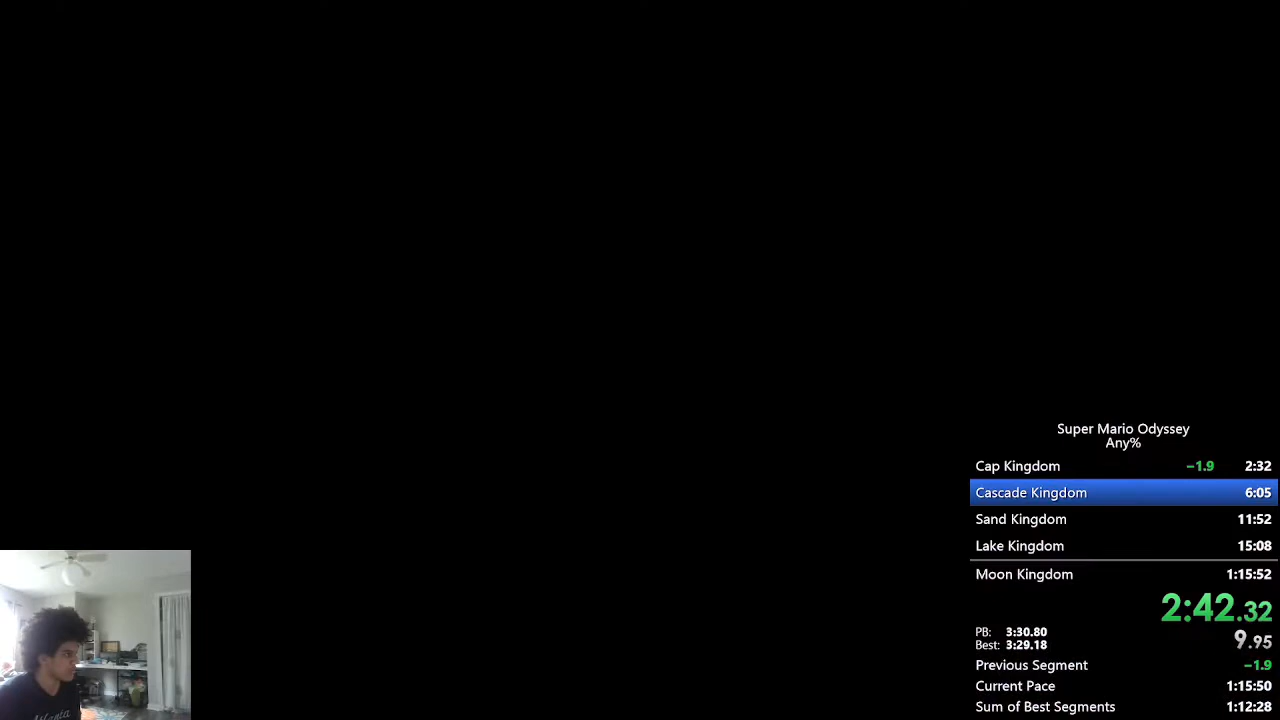 Super Mario Odyssey
Any%
Cap Kingdom −1.9 2:32
Cascade Kingdom 6:05
Sand Kingdom 11:52
Lake Kingdom 15:08
Moon Kingdom 1:15:52
2:42.32
PB: 3:30.80
Best: 3:29.18
9.95
Previous Segment −1.9
Current Pace 1:15:50
Sum of Best Segments 1:12:28
Atlanta